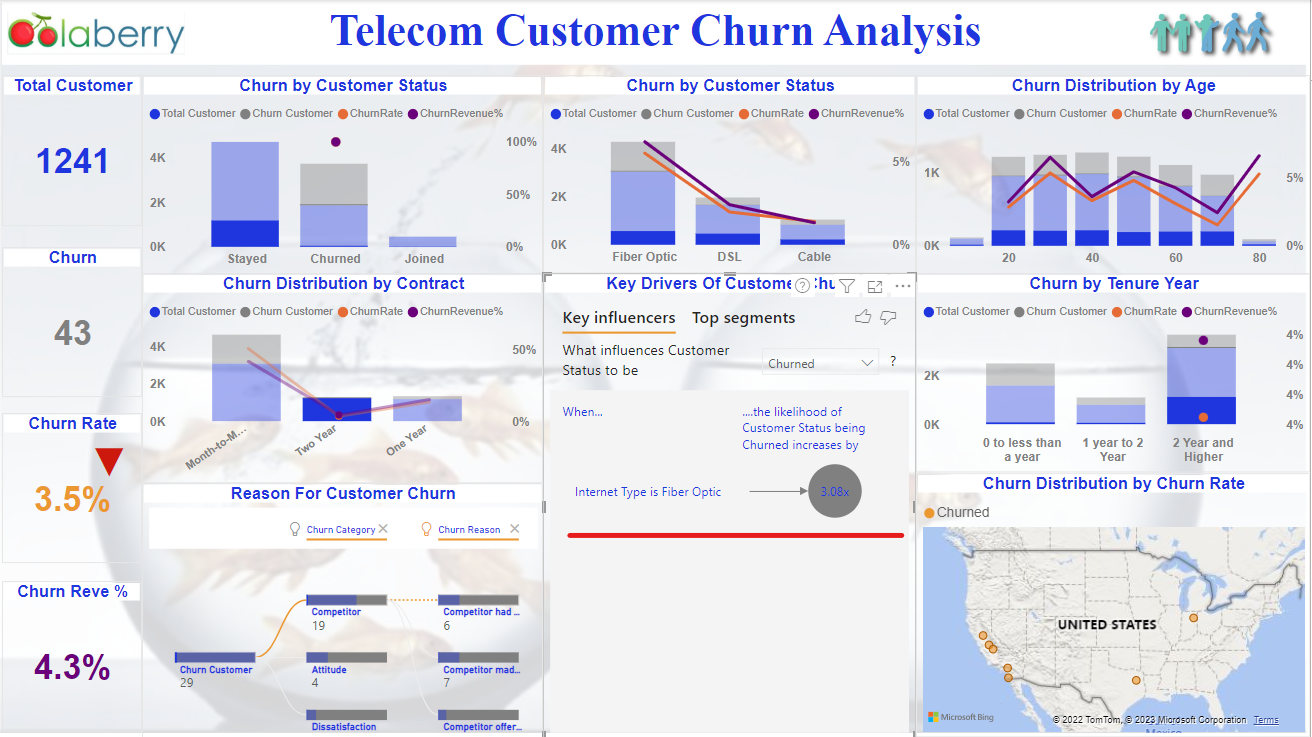 olaberry
Telecom Customer Churn Analysis
Total Customer
1241
Churn
43
Churn Rate
3.5%
Churn Reve %
4.3%
Churn by Customer Status
Total Customer Churn Customer ChurnRate ChurnRevenue%
4K
2K
0K
100%
50%
0%
Stayed Churned Joined
Churn by Customer Status
Total Customer Churn Customer ChurnRate ChurnRevenue%
4K
2K
0K
5%
0%
Fiber Optic DSL Cable
Churn Distribution by Age
Total Customer Churn Customer ChurnRate ChurnRevenue%
1K
0K
5%
0%
20 40 60 80
Churn Distribution by Contract
Total Customer Churn Customer ChurnRate ChurnRevenue%
4K
2K
0K
50%
0%
Month-to-M... Two Year One Year
Key Drivers Of Custome Chu
?
...
Key influencers Top segments
What influences Customer
Status to be
Churned
?
When...
....the likelihood of
Customer Status being
Churned increases by
Internet Type is Fiber Optic
3.08x
Churn by Tenure Year
Total Customer Churn Customer ChurnRate ChurnRevenue%
2K
0K
4%
4%
4%
4%
0 to less than
a year
1 year to 2
Year
2 Year and
Higher
Reason For Customer Churn
Churn Category
Churn Reason
Churn Customer
29
Competitor
19
Attitude
4
Dissatisfaction
Competitor had ...
6
Competitor mad...
7
Competitor offer...
Churn Distribution by Churn Rate
Churned
UNITED STATES
Microsoft Bing
© 2022 TomTom, © 2023 Microsoft Corporation Terms
Mexico